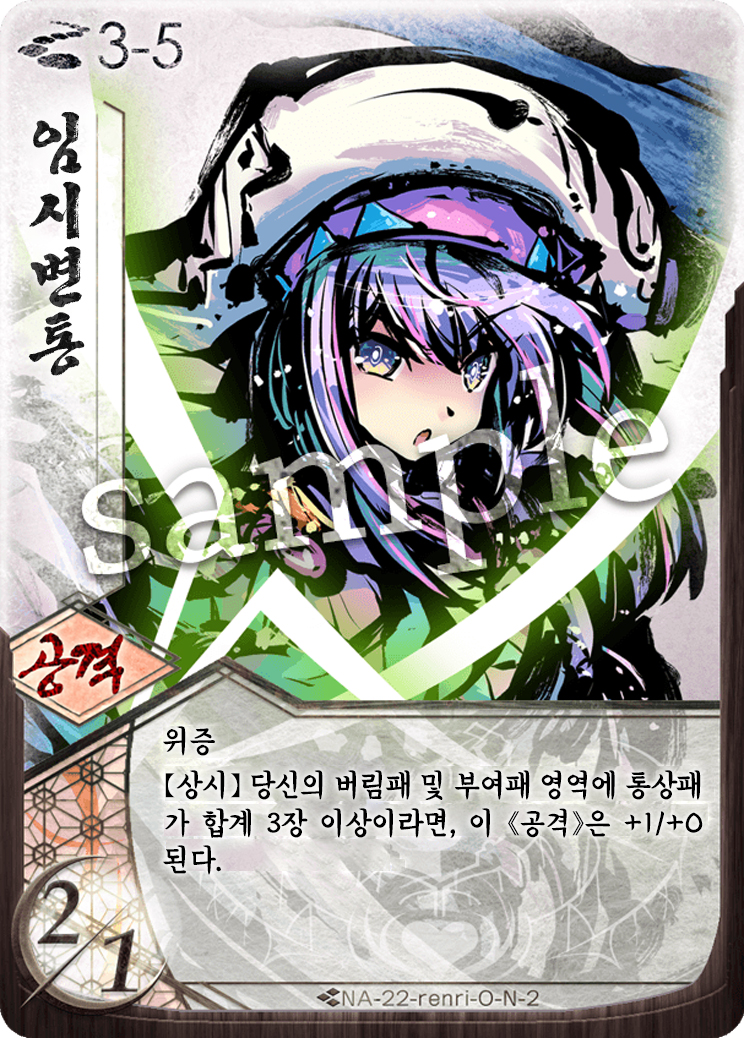 3-5
임시변통
sample
공격
위증
【상시】 당신의 버림패 및 부여패 영역에 통상패
가 합계 3장 이상이라면, 이 《공격》은 +1/+0
된다.
2/1
NA-22-renri-O-N-2